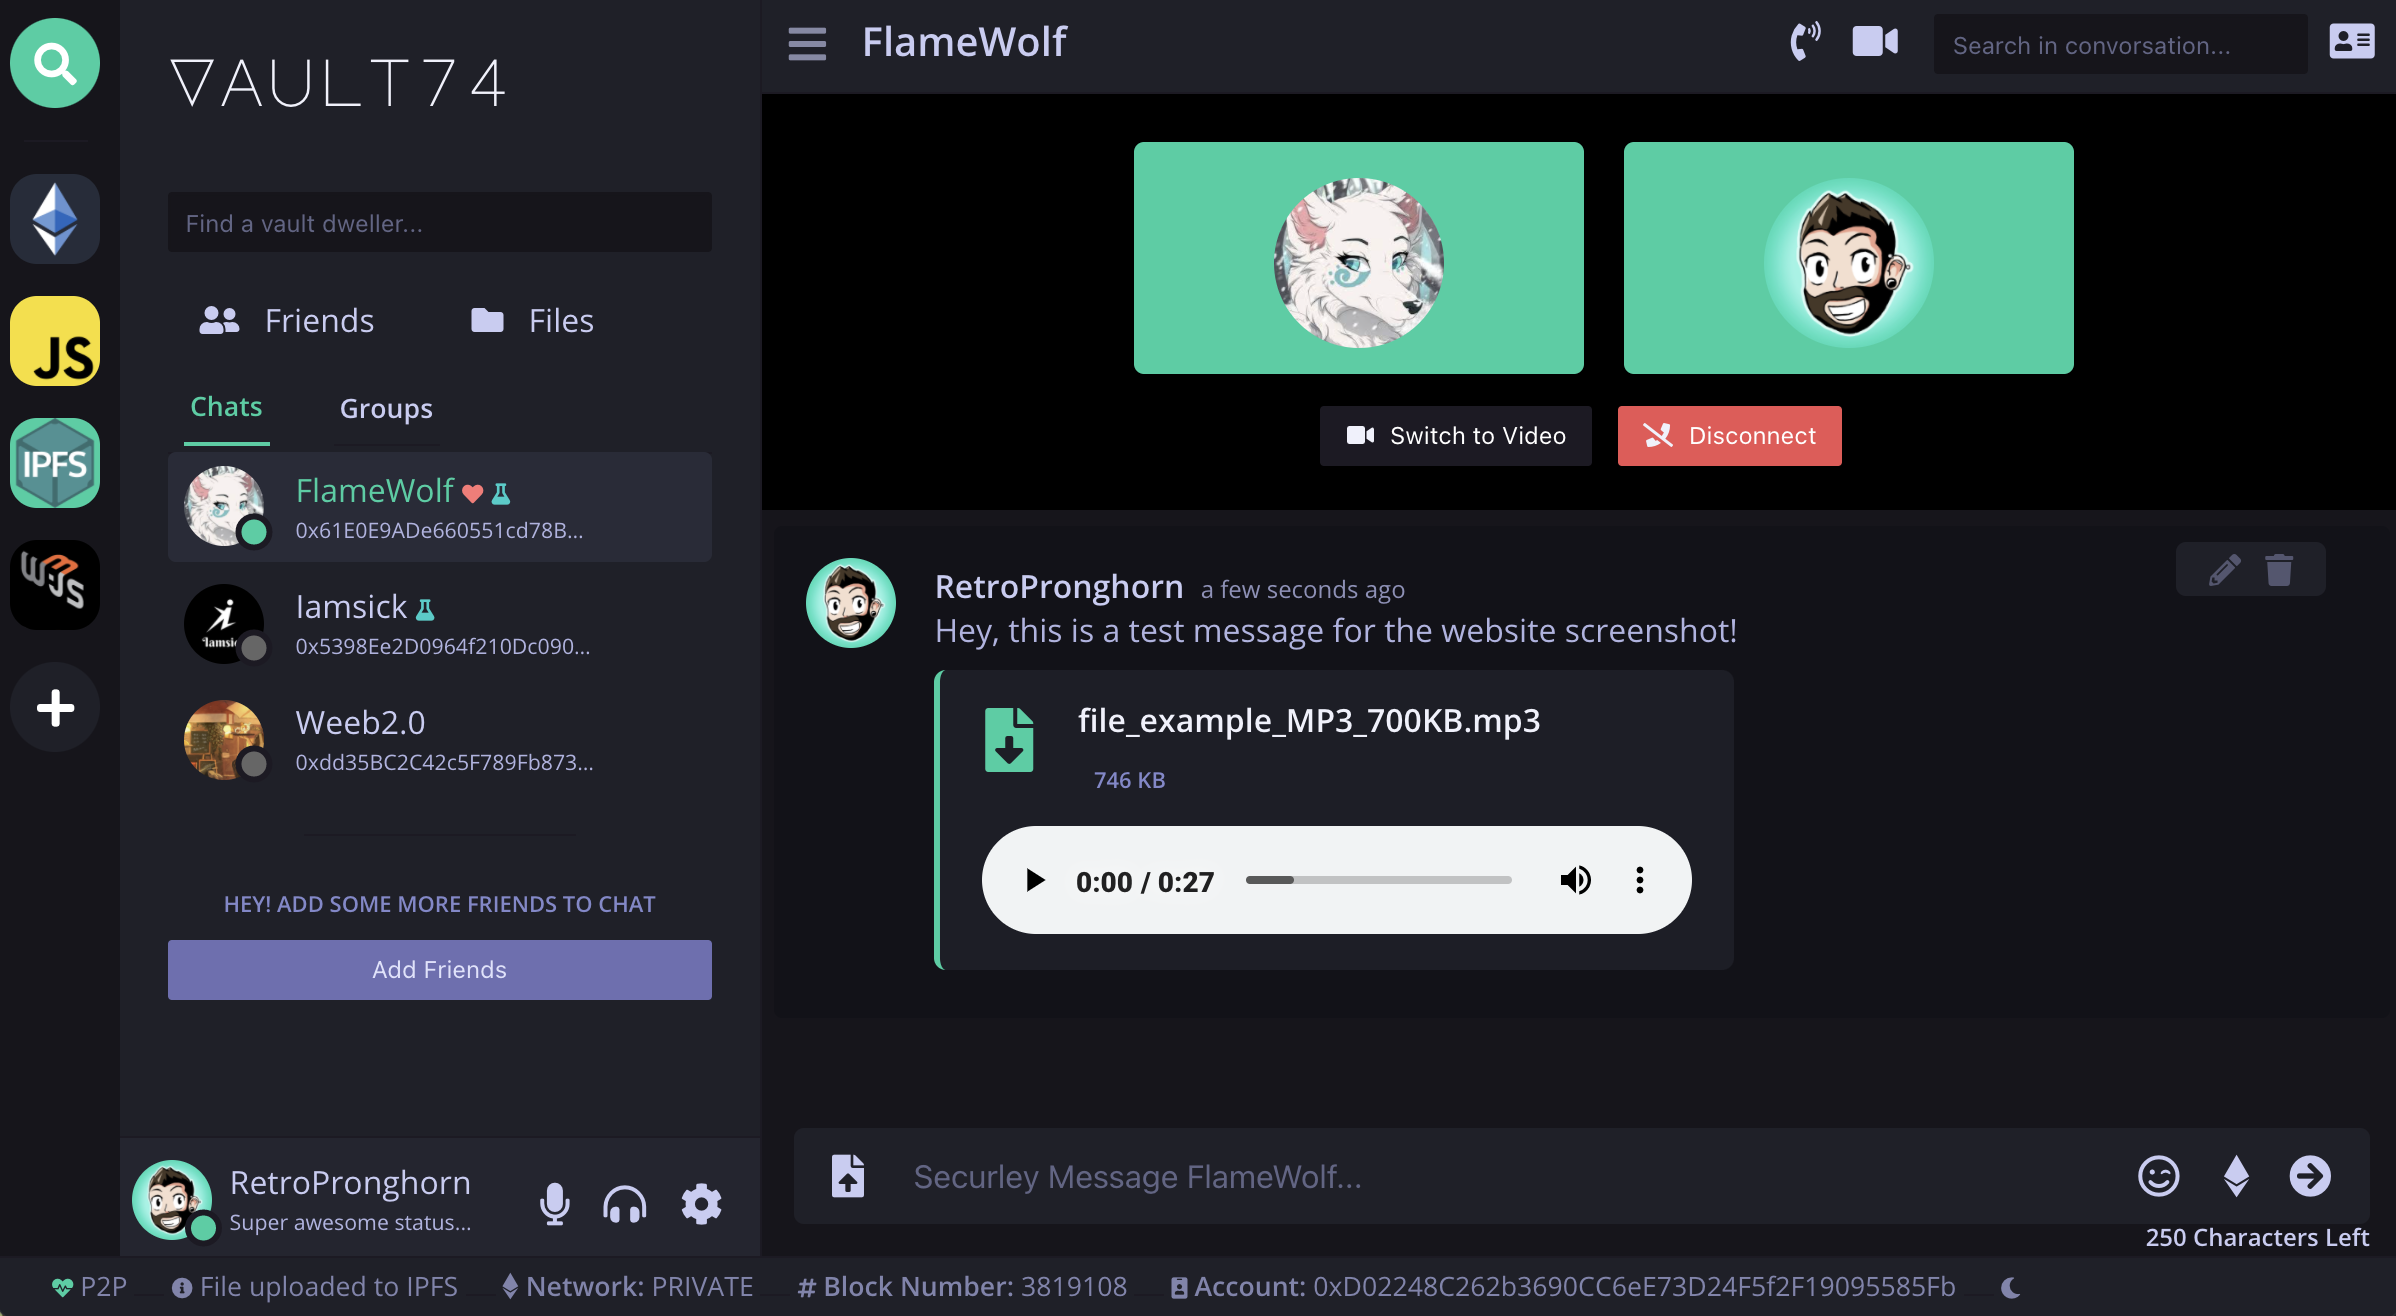 JS
IPFS
W3JS
VAULT74
Find a vault dweller...
Friends
Files
Chats
Groups
FlameWolf
0x61E0E9ADe660551cd78B...
Iamsick
0x5398Ee2D0964f210Dc090...
Weeb2.0
0xdd35BC2C42c5F789Fb873...
HEY! ADD SOME MORE FRIENDS TO CHAT
Add Friends
RetroPronghorn
Super awesome status...
FlameWolf
Search in convorsation...
Switch to Video
Disconnect
RetroPronghorn a few seconds ago
Hey, this is a test message for the website screenshot!
file_example_MP3_700KB.mp3
746 KB
0:00 / 0:27
Securley Message FlameWolf...
250 Characters Left
P2P File uploaded to IPFS Network: PRIVATE # Block Number: 3819108 Account: 0xD02248C262b3690CC6eE73D24F5f2F19095585Fb